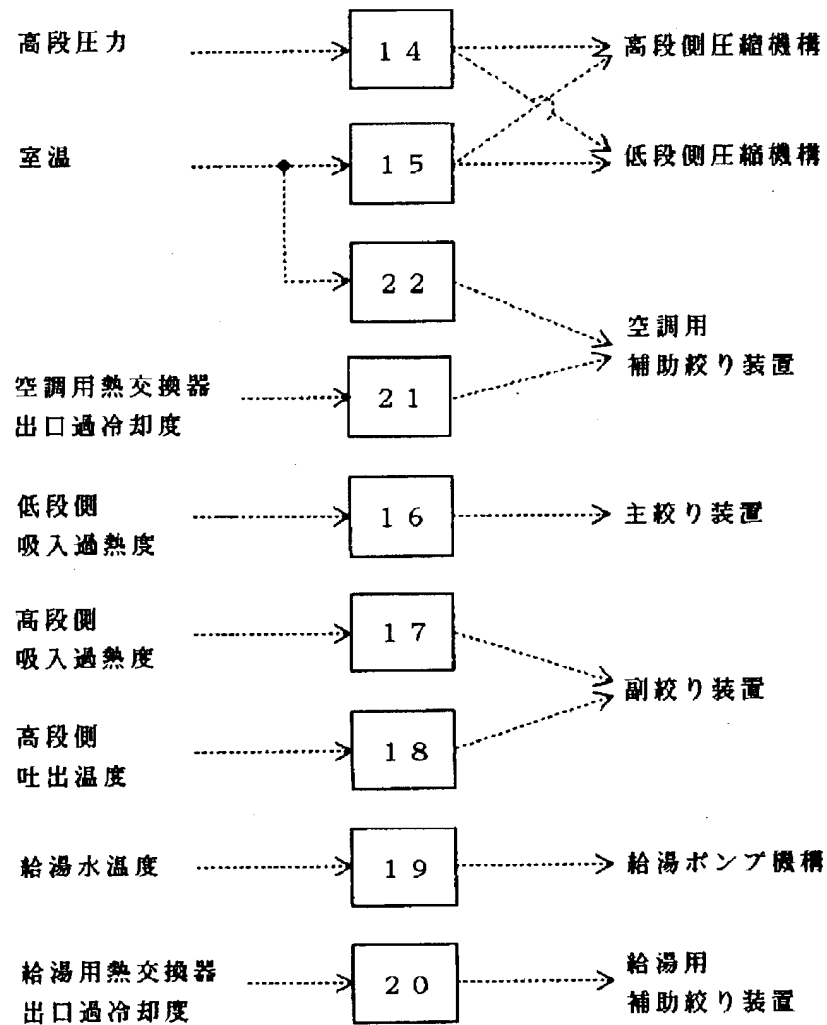 高段圧力
14
高段側圧縮機構
室温
15
低段側圧縮機構
22
空調用
補助絞り装置
空調用熱交換器
出口過冷却度
21
低段側
吸入過熱度
16
主絞り装置
高段側
吸入過熱度
17
副絞り装置
高段側
吐出温度
18
給湯水温度
19
給湯ポンプ機構
給湯用熱交換器
出口過冷却度
20
給湯用
補助絞り装置